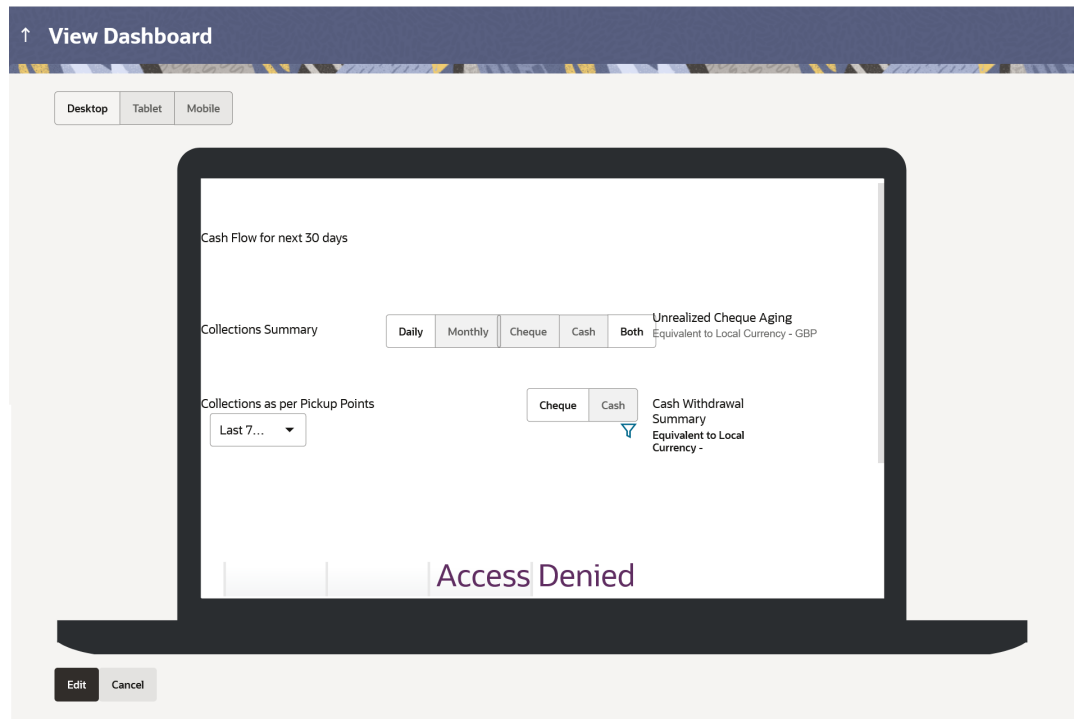 View Dashboard
Desktop Tablet Mobile
Cash Flow for next 30 days
Collections Summary
Daily Monthly Cheque Cash Both
Unrealized Cheque Aging
Equivalent to Local Currency - GBP
Collections as per Pickup Points
Last 7...
Cheque Cash
Cash Withdrawal
Summary
Equivalent to Local
Currency -
Access Denied
Edit Cancel